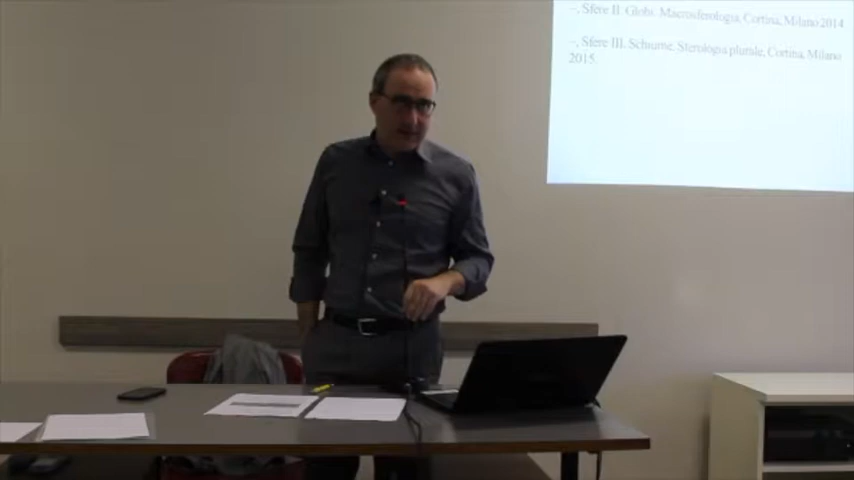 –, Sfere II. Globi. Macrosferologia, Cortina, Milano 2014
–, Sfere III. Schiume. Sferologia plurale, Cortina, Milano
2015.